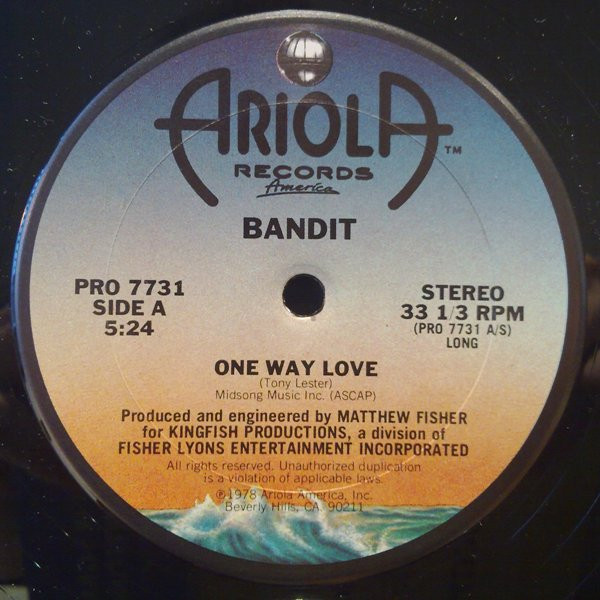 ARIOLA™
RECORDS
America
BANDIT
PRO 7731
SIDE A
5:24
STEREO
33 1/3 RPM
(PRO 7731 A/S)
LONG
ONE WAY LOVE
(Tony Lester)
Midsong Music Inc. (ASCAP)
Produced and engineered by MATTHEW FISHER
for KINGFISH PRODUCTIONS, a division of
FISHER LYONS ENTERTAINMENT INCORPORATED
All rights reserved. Unauthorized duplication
is a violation of applicable laws.
℗1978 Ariola America, Inc.
Beverly Hills, CA. 90211